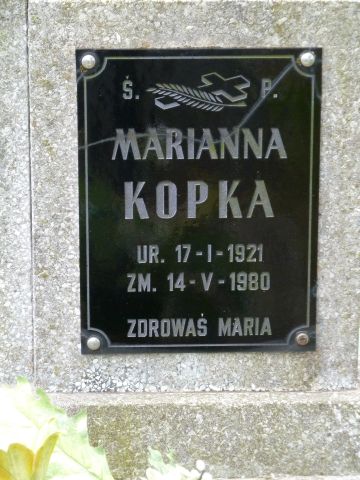 Ś. P.
MARIANNA
KOPKA
UR. 17-I-1921
ZM. 14-V-1980
ZDROWAŚ MARIA